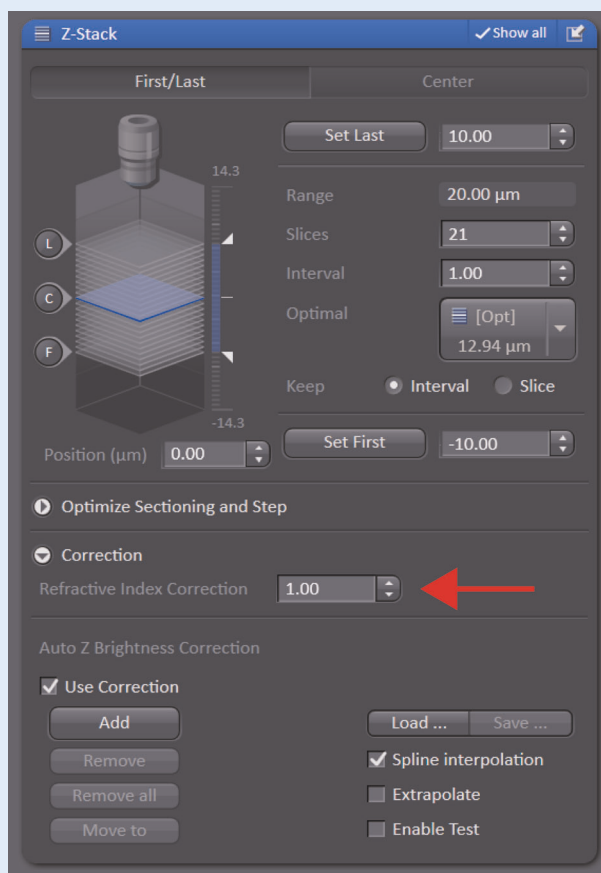 Z-Stack
Show all
First/Last Center
Set Last 10.00
14.3
Range 20.00 µm
Slices 21
L
Interval 1.00
C
Optimal [Opt]
12.94 µm
F
Keep Interval Slice
-14.3
Set First -10.00
Position (µm) 0.00
Optimize Sectioning and Step
Correction
Refractive Index Correction 1.00
Auto Z Brightness Correction
Use Correction
Add Load ... Save ...
Remove Spline interpolation
Remove all Extrapolate
Move to Enable Test